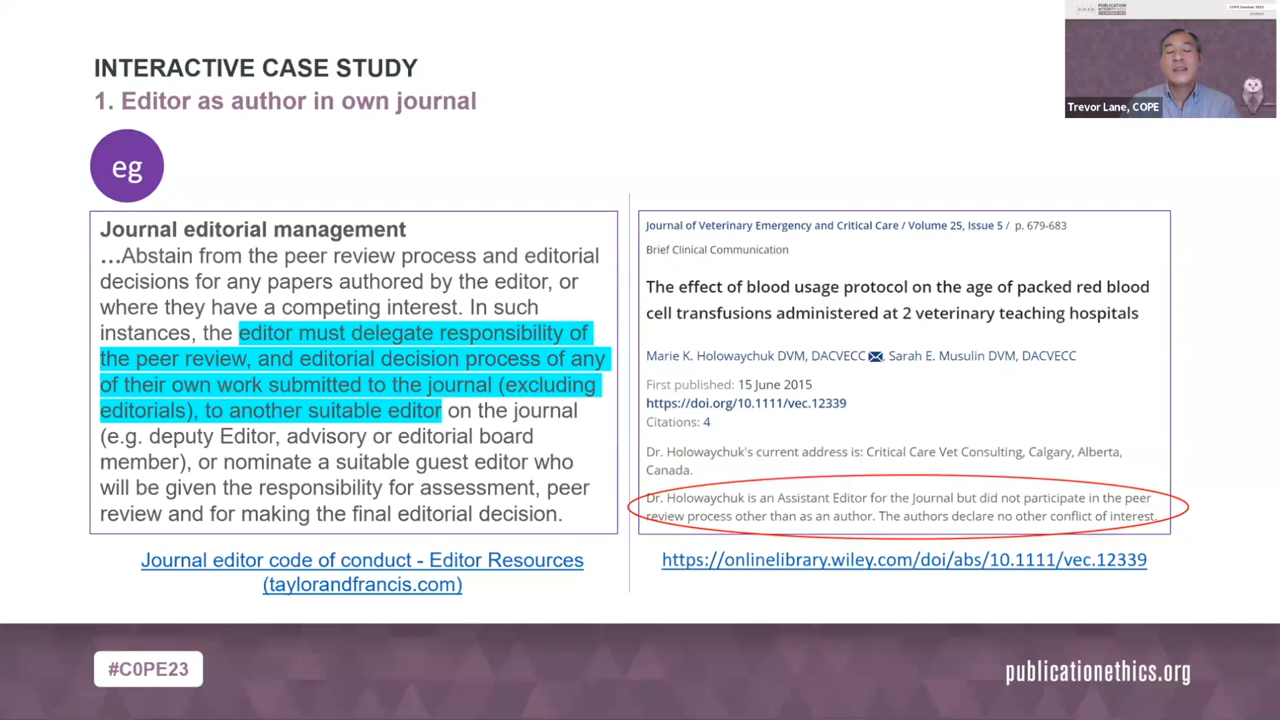 INTERACTIVE CASE STUDY
1. Editor as author in own journal
eg
Journal editorial management
…Abstain from the peer review process and editorial
decisions for any papers authored by the editor, or
where they have a competing interest. In such
instances, the editor must delegate responsibility of
the peer review, and editorial decision process of any
of their own work submitted to the journal (excluding
editorials), to another suitable editor on the journal
(e.g. deputy Editor, advisory or editorial board
member), or nominate a suitable guest editor who
will be given the responsibility for assessment, peer
review and for making the final editorial decision.
Journal editor code of conduct - Editor Resources
(taylorandfrancis.com)
Journal of Veterinary Emergency and Critical Care / Volume 25, Issue 5 / p. 679-683
Brief Clinical Communication
The effect of blood usage protocol on the age of packed red blood
cell transfusions administered at 2 veterinary teaching hospitals
Marie K. Holowaychuk DVM, DACVECC, Sarah E. Musulin DVM, DACVECC
First published: 15 June 2015
https://doi.org/10.1111/vec.12339
Citations: 4
Dr. Holowaychuk's current address is: Critical Care Vet Consulting, Calgary, Alberta,
Canada.
Dr. Holowaychuk is an Assistant Editor for the Journal but did not participate in the peer
review process other than as an author. The authors declare no other conflict of interest.
https://onlinelibrary.wiley.com/doi/abs/10.1111/vec.12339
PUBLICATION
INTEGRITY
Trevor Lane, COPE
#C0PE23
publicationethics.org